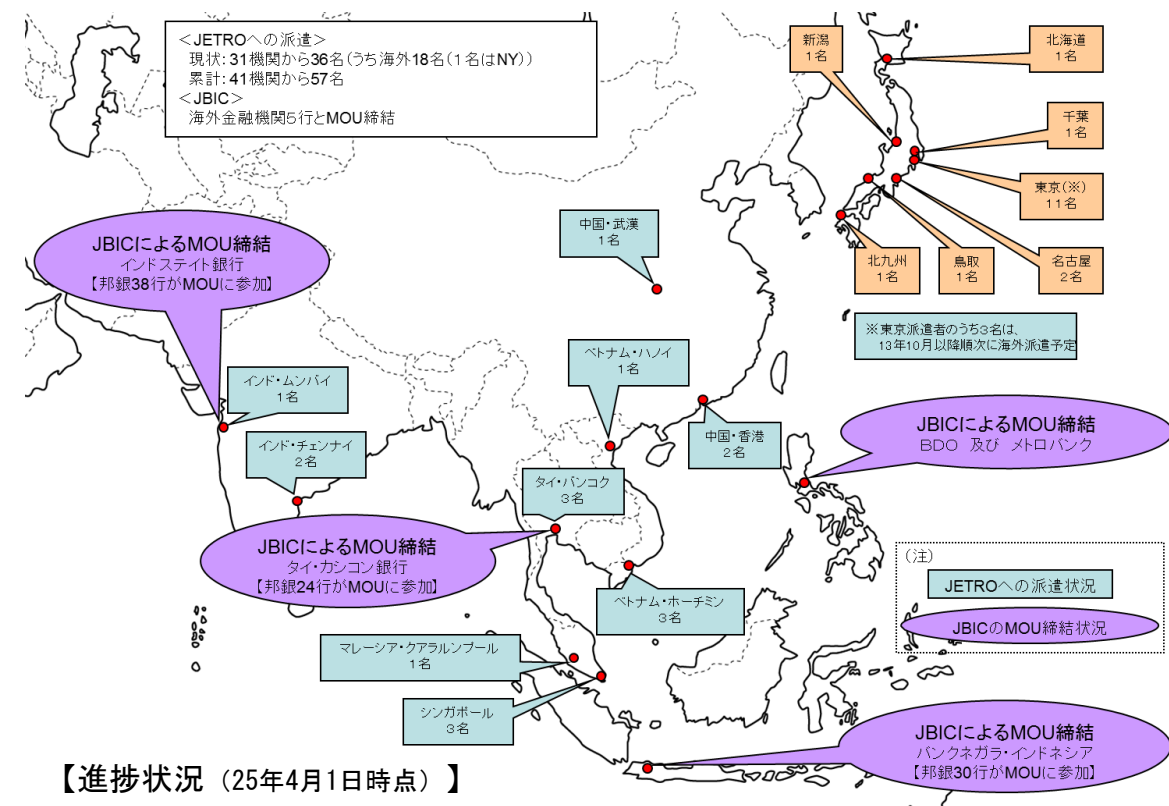 ＜JETROへの派遣＞
現状：31機関から36名（うち海外18名（1名はNY））
累計：41機関から57名
＜JBIC＞
海外金融機関5行とMOU締結
新潟
1名
北海道
1名
千葉
1名
東京（※）
11名
名古屋
2名
鳥取
1名
北九州
1名
※東京派遣者のうち3名は、
13年10月以降順次に海外派遣予定
中国・武漢
1名
JBICによるMOU締結
インドステイト銀行
【邦銀38行がMOUに参加】
インド・ムンバイ
1名
インド・チェンナイ
2名
ベトナム・ハノイ
1名
中国・香港
2名
JBICによるMOU締結
BDO 及び メトロバンク
タイ・バンコク
3名
JBICによるMOU締結
タイ・カシコン銀行
【邦銀24行がMOUに参加】
ベトナム・ホーチミン
3名
（注）
JETROへの派遣状況
JBICのMOU締結状況
マレーシア・クアラルンプール
1名
シンガポール
3名
JBICによるMOU締結
バンクネガラ・インドネシア
【邦銀30行がMOUに参加】
【進捗状況（25年4月1日時点）】